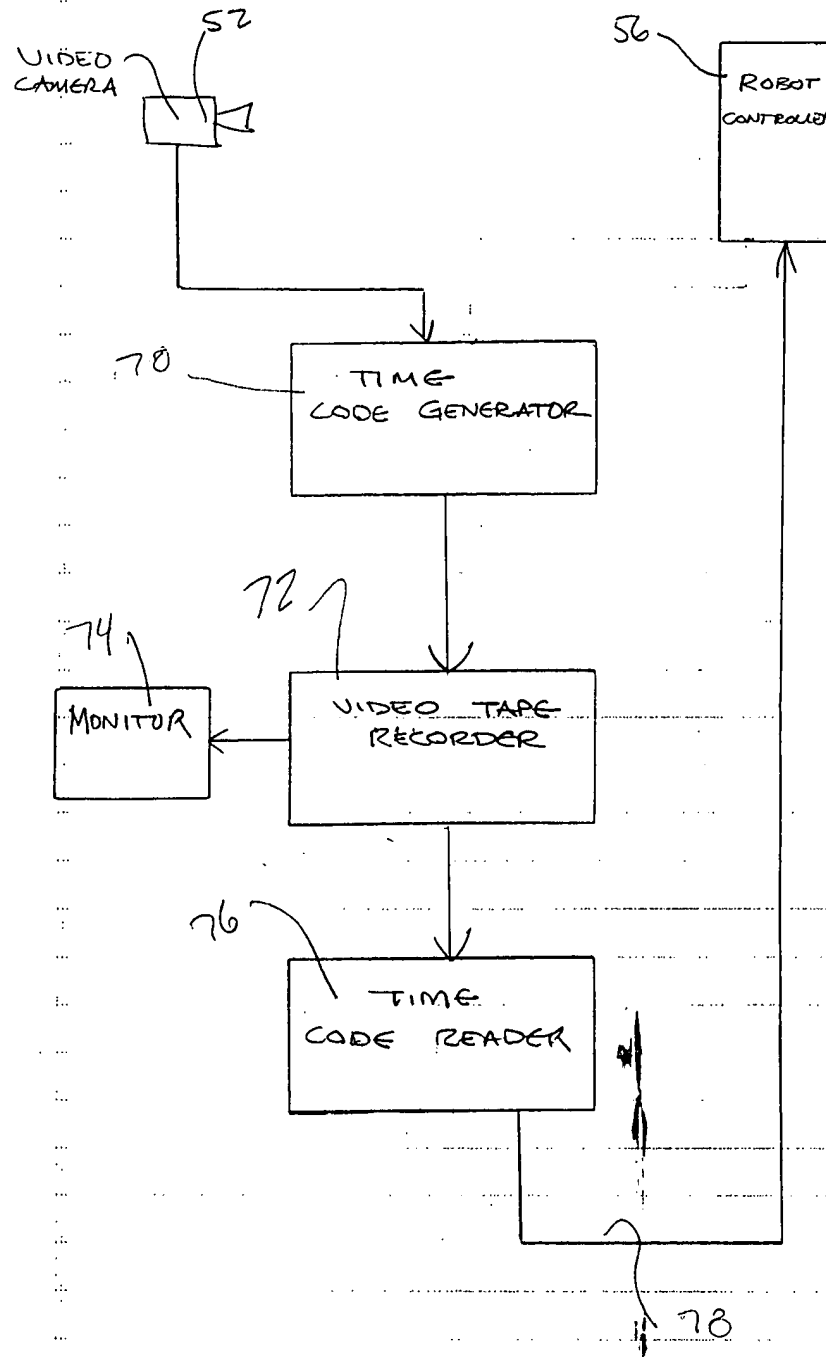 52
VIDEO
CAMERA
56
ROBOT
CONTROLLER
70
TIME
CODE GENERATOR
72
74
MONITOR
VIDEO TAPE
RECORDER
76
TIME
CODE READER
78